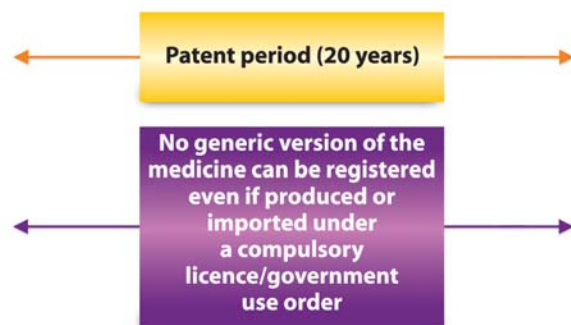 Patent period (20 years)
No generic version of the
medicine can be registered
even if produced or
imported under
a compulsory
licence/government
use order